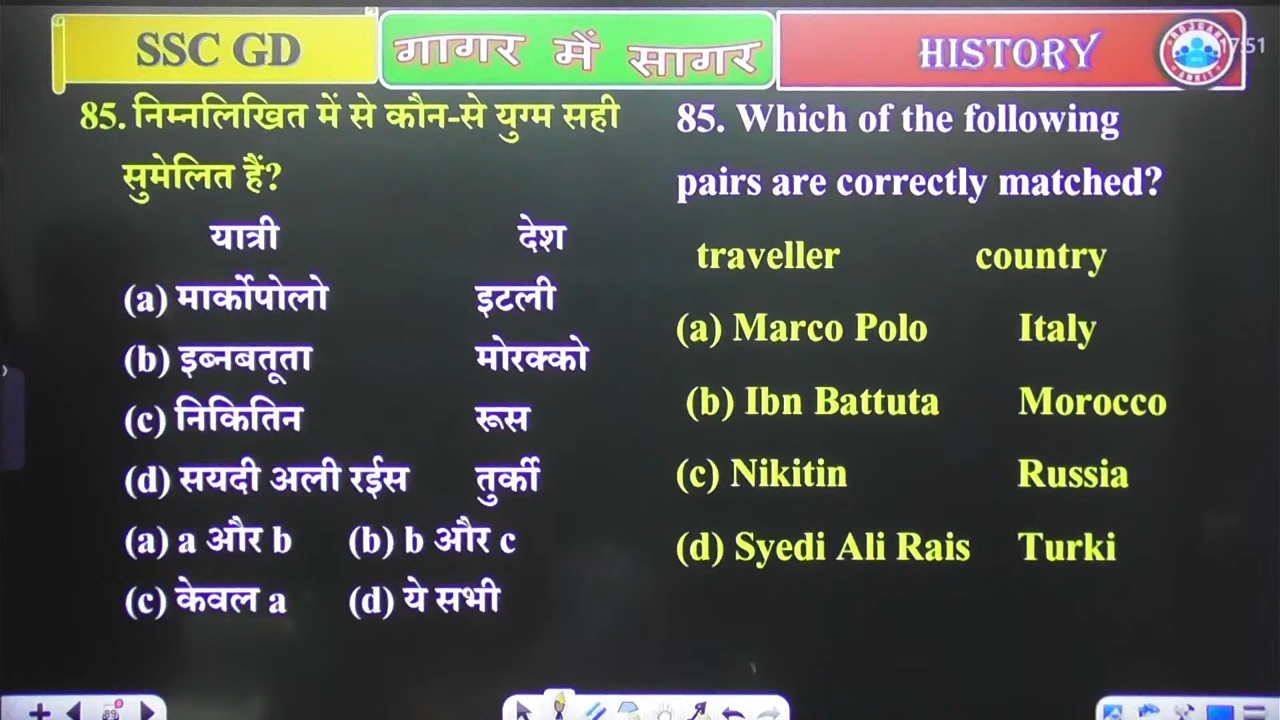 SSC GD
गागर में सागर
HISTORY
17:51
85. निम्नलिखित में से कौन-से युग्म सही
सुमेलित हैं?
यात्री देश
(a) मार्कोपोलो इटली
(b) इब्नबतूता मोरक्को
(c) निकितिन रूस
(d) सयदी अली रईस तुर्की
(a) a और b (b) b और c
(c) केवल a (d) ये सभी
85. Which of the following
pairs are correctly matched?
traveller country
(a) Marco Polo Italy
(b) Ibn Battuta Morocco
(c) Nikitin Russia
(d) Syedi Ali Rais Turki